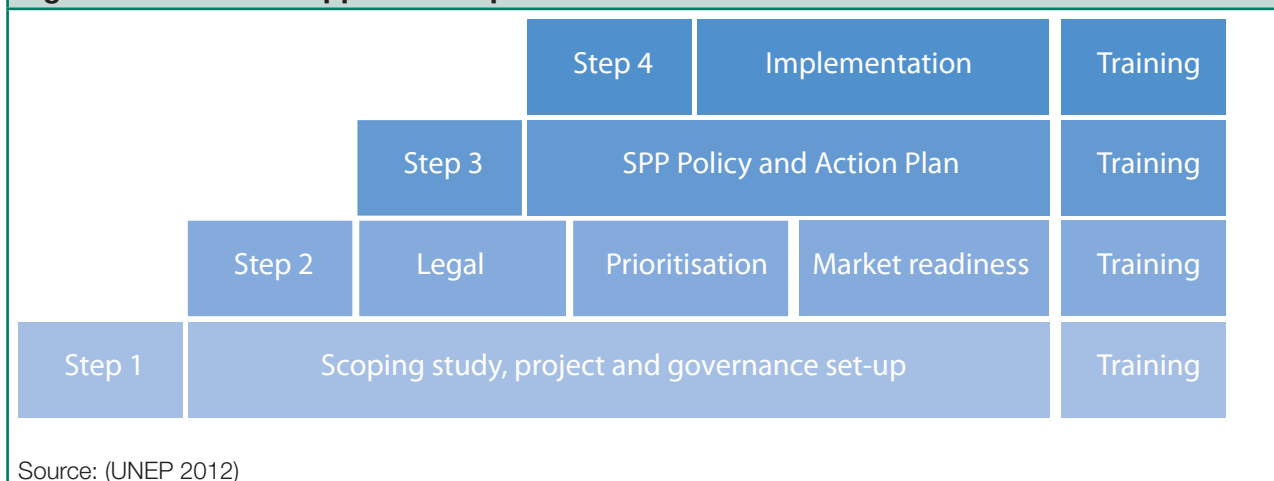 Step 4 Implementation Training
Step 3 SPP Policy and Action Plan Training
Step 2 Legal Prioritisation Market readiness Training
Step 1 Scoping study, project and governance set-up Training
Source: (UNEP 2012)